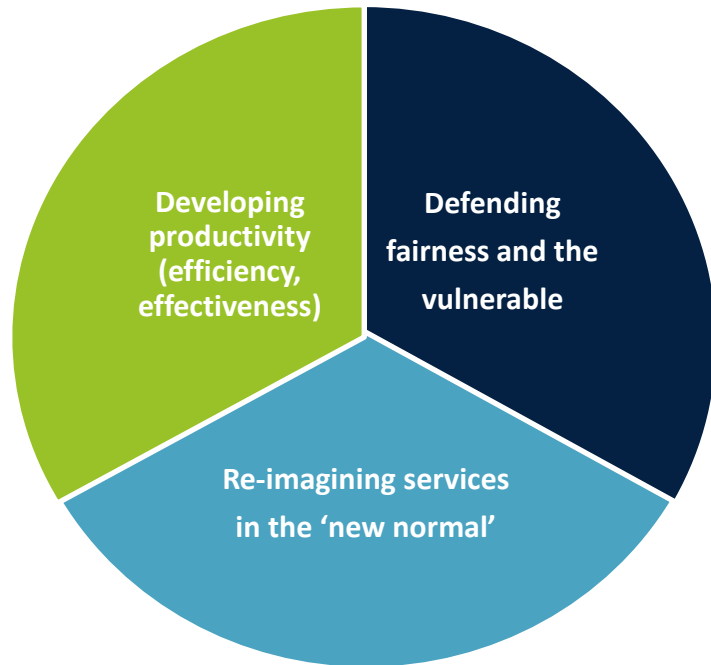 Developing
productivity
(efficiency,
effectiveness)
Defending
fairness and the
vulnerable
Re-imagining services
in the ‘new normal’